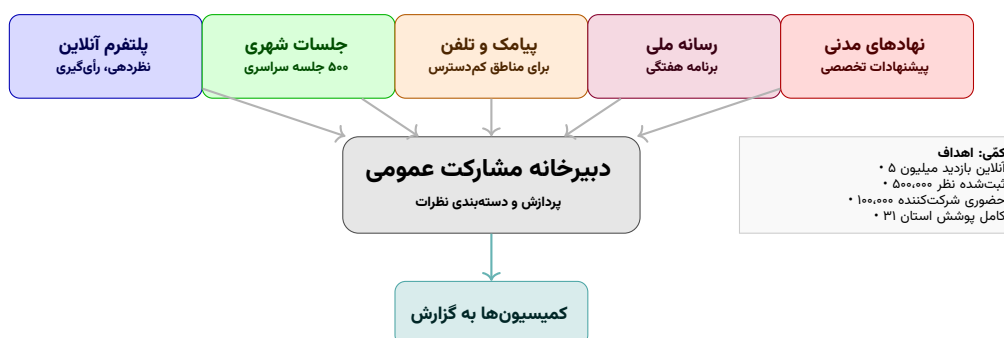 نهادهای مدنی
پیشنهادات تخصصی
رسانه ملی
برنامه هفتگی
پیامک و تلفن
برای مناطق کم‌دسترس
جلسات شهری
۵۰۰ جلسه سراسری
پلتفرم آنلاین
نظردهی، رأی‌گیری
دبیرخانه مشارکت عمومی
پردازش و دسته‌بندی نظرات
کمّی: اهداف
آنلاین بازدید میلیون ۵ •
ثبت‌شده نظر ۵۰۰،۰۰۰ •
حضوری شرکت‌کننده ۱۰۰،۰۰۰ •
کامل پوشش استان ۳۱ •
کمیسیون‌ها به گزارش